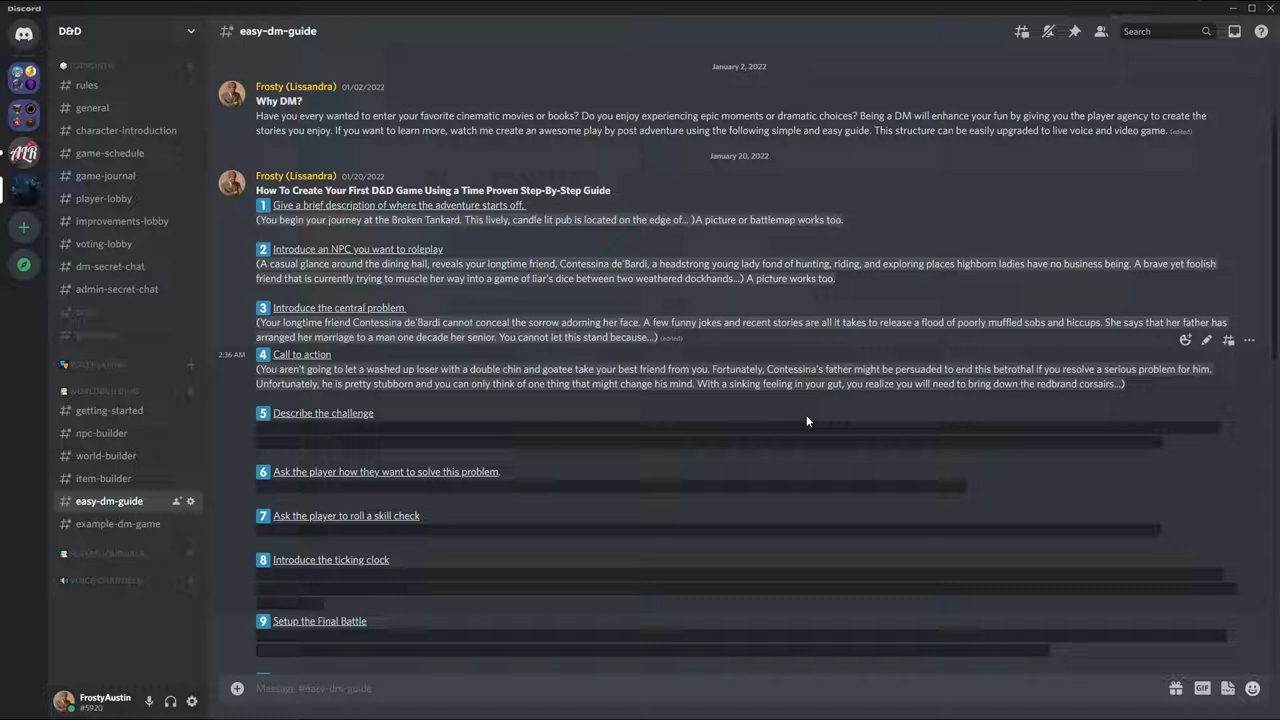 Discord
D&D
easy-dm-guide
Search
rules
general
character-introduction
game-schedule
game-journal
player-lobby
improvements-lobby
voting-lobby
dm-secret-chat
admin-secret-chat
getting-started
npc-builder
world-builder
item-builder
easy-dm-guide
example-dm-game
VOICE CHANNELS
FrostyAustin
#5920
January 2, 2022
Frosty (Lissandra) 01/02/2022
Why DM?
Have you every wanted to enter your favorite cinematic movies or books? Do you enjoy experiencing epic moments or dramatic choices? Being a DM will enhance your fun by giving you the player agency to create the
stories you enjoy. If you want to learn more, watch me create an awesome play by post adventure using the following simple and easy guide. This structure can be easily upgraded to live voice and video game. (edited)
January 20, 2022
Frosty (Lissandra) 01/20/2022
How To Create Your First D&D Game Using a Time Proven Step-By-Step Guide
1 Give a brief description of where the adventure starts off.
(You begin your journey at the Broken Tankard. This lively, candle lit pub is located on the edge of... )A picture or battlemap works too.
2 Introduce an NPC you want to roleplay
(A casual glance around the dining hall, reveals your longtime friend, Contessina de'Bardi, a headstrong young lady fond of hunting, riding, and exploring places highborn ladies have no business being. A brave yet foolish
friend that is currently trying to muscle her way into a game of liar's dice between two weathered dockhands...) A picture works too.
3 Introduce the central problem
(Your longtime friend Contessina de'Bardi cannot conceal the sorrow adorning her face. A few funny jokes and recent stories are all it takes to release a flood of poorly muffled sobs and hiccups. She says that her father has
arranged her marriage to a man one decade her senior. You cannot let this stand because...) (edited)
2:36 AM
4 Call to action
(You aren't going to let a washed up loser with a double chin and goatee take your best friend from you. Fortunately, Contessina's father might be persuaded to end this betrothal if you resolve a serious problem for him.
Unfortunately, he is pretty stubborn and you can only think of one thing that might change his mind. With a sinking feeling in your gut, you realize you will need to bring down the redbrand corsairs...)
5 Describe the challenge
6 Ask the player how they want to solve this problem.
7 Ask the player to roll a skill check
8 Introduce the ticking clock
9 Setup the Final Battle
Message #easy-dm-guide
GIF